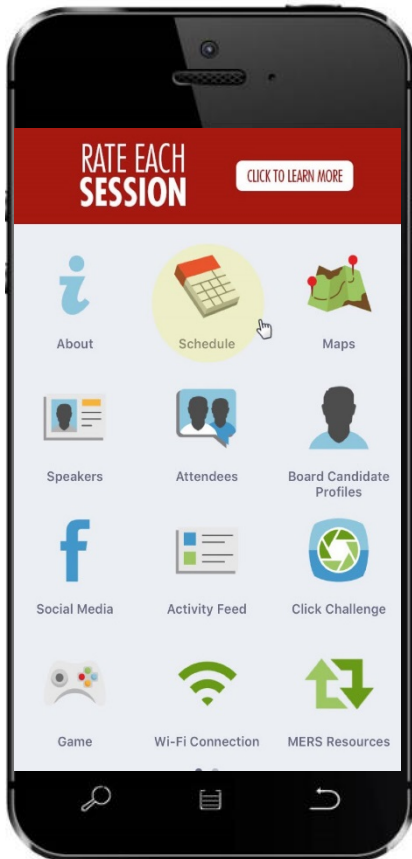 RATE EACH
SESSION
CLICK TO LEARN MORE
About
Schedule
Maps
Speakers
Attendees
Board Candidate
Profiles
Social Media
Activity Feed
Click Challenge
Game
Wi-Fi Connection
MERS Resources